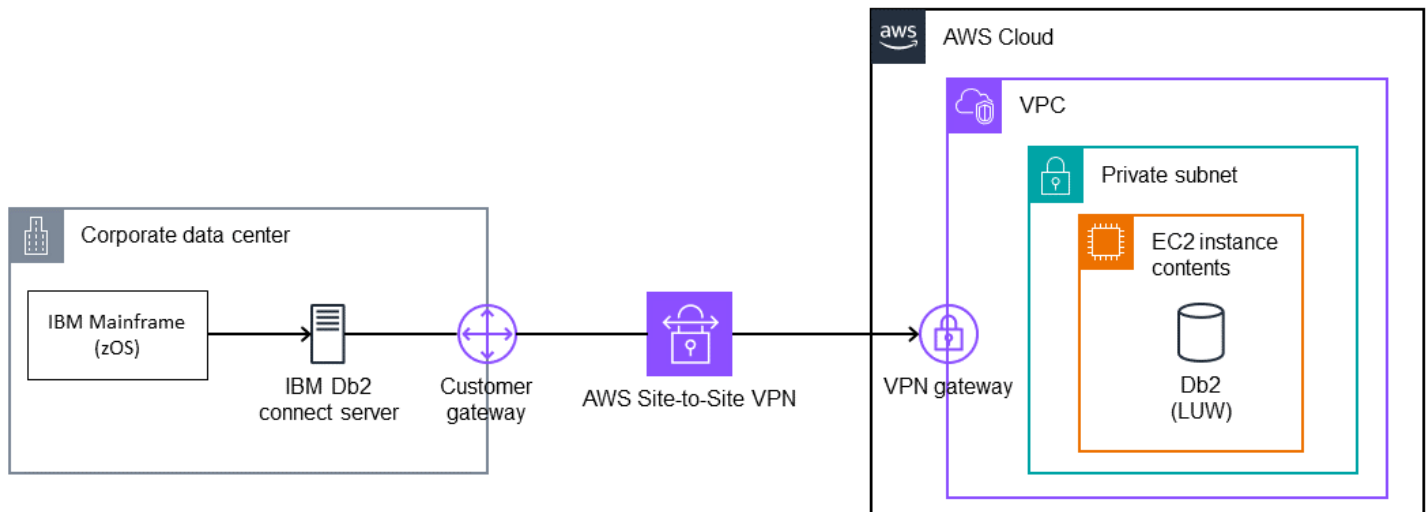 aws
AWS Cloud
VPC
Private subnet
Corporate data center
EC2 instance
contents
IBM Mainframe
(zOS)
IBM Db2
connect server
Customer
gateway
AWS Site-to-Site VPN
VPN gateway
Db2
(LUW)